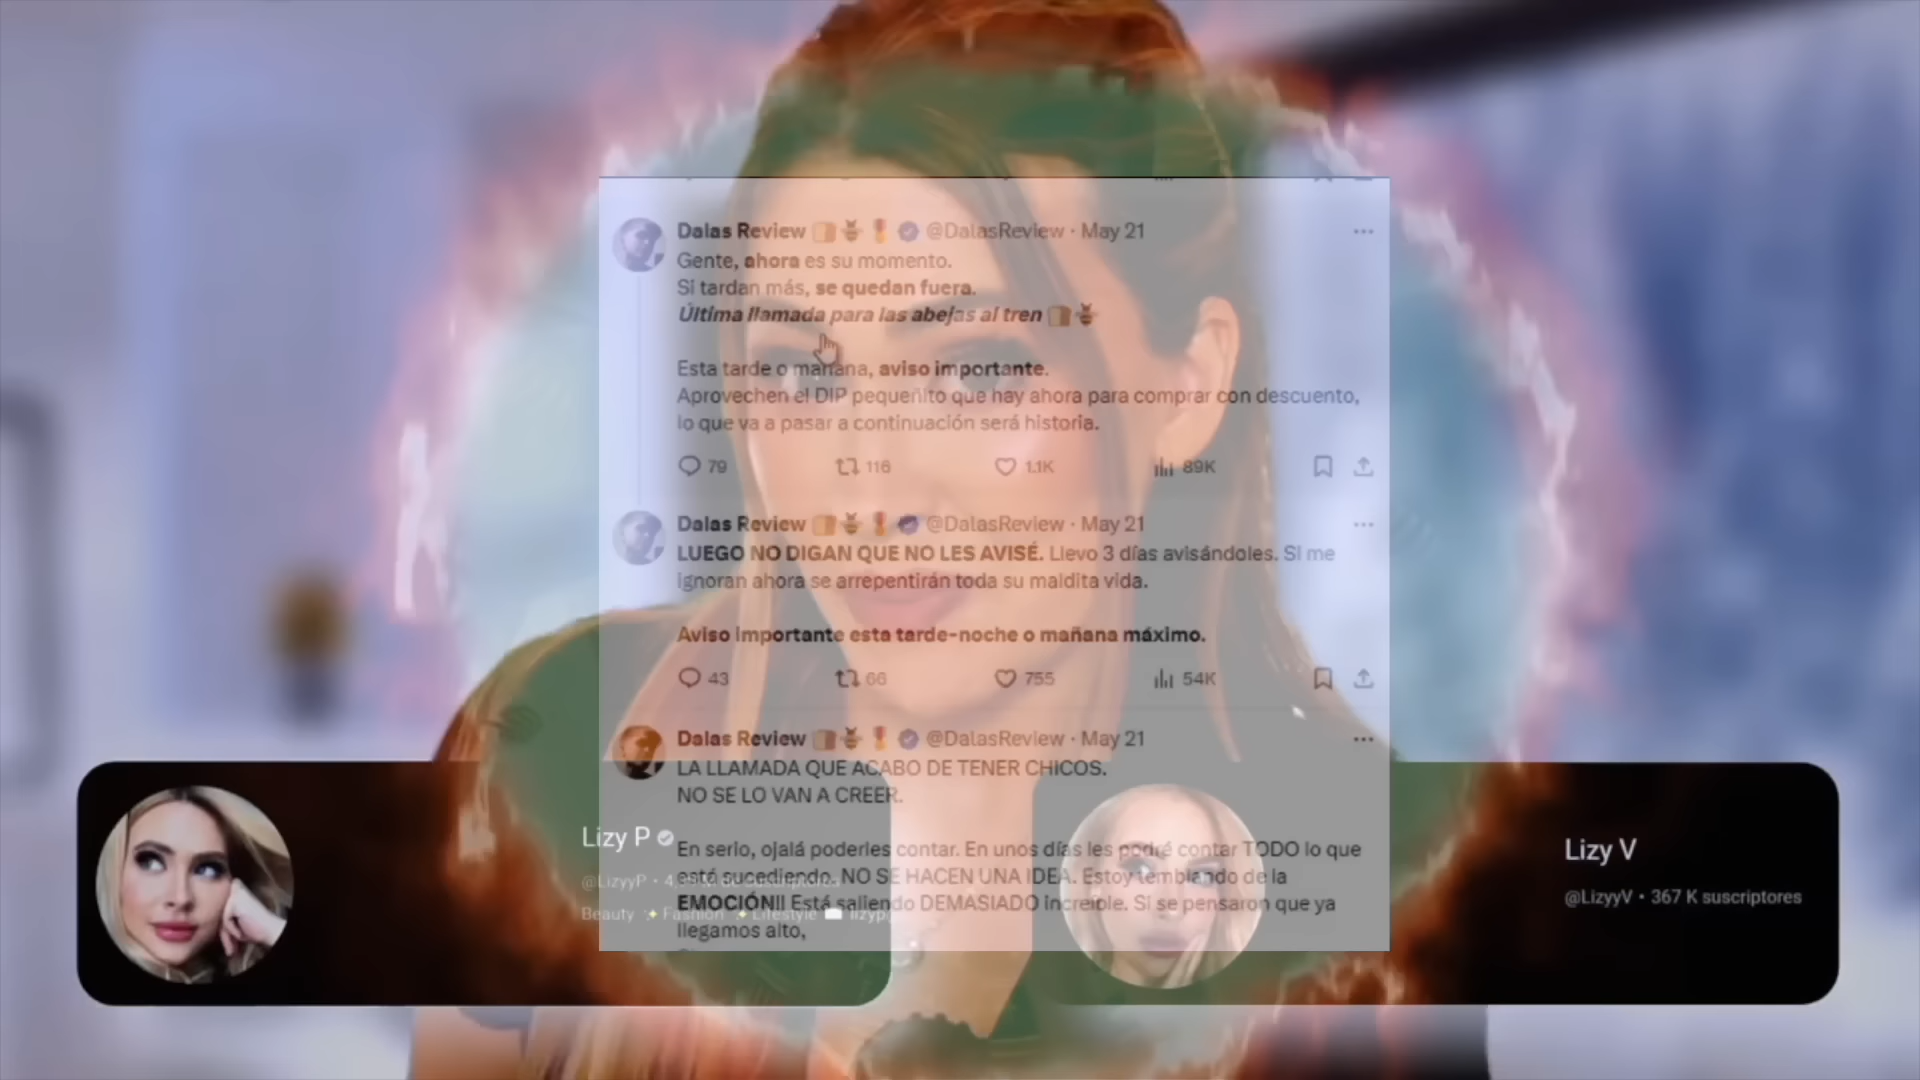 Dalas Review @DalasReview · May 21
Gente, ahora es su momento.
Si tardan más, se quedan fuera.
Última llamada para las abejas al tren
Esta tarde o mañana, aviso importante.
Aprovechen el DIP pequeñito que hay ahora para comprar con descuento,
lo que va a pasar a continuación será historia.
79 116 1.1K 89K
Dalas Review @DalasReview · May 21
LUEGO NO DIGAN QUE NO LES AVISÉ. Llevo 3 días avisándoles. Si me
ignoran ahora se arrepentirán toda su maldita vida.
Aviso importante esta tarde-noche o mañana máximo.
43 66 755 54K
Dalas Review @DalasReview · May 21
LA LLAMADA QUE ACABO DE TENER CHICOS.
NO SE LO VAN A CREER.
En serio, ojalá poderles contar. En unos días les podré contar TODO lo que
está sucediendo. NO SE HACEN UNA IDEA. Estoy temblando de la
EMOCIÓN!! Está saliendo DEMASIADO increíble. Si se pensaron que ya
llegamos alto,
Lizy P
@LizyyP •
Beauty Fashion Lifestyle
Lizy V
@LizyyV • 367 K suscriptores